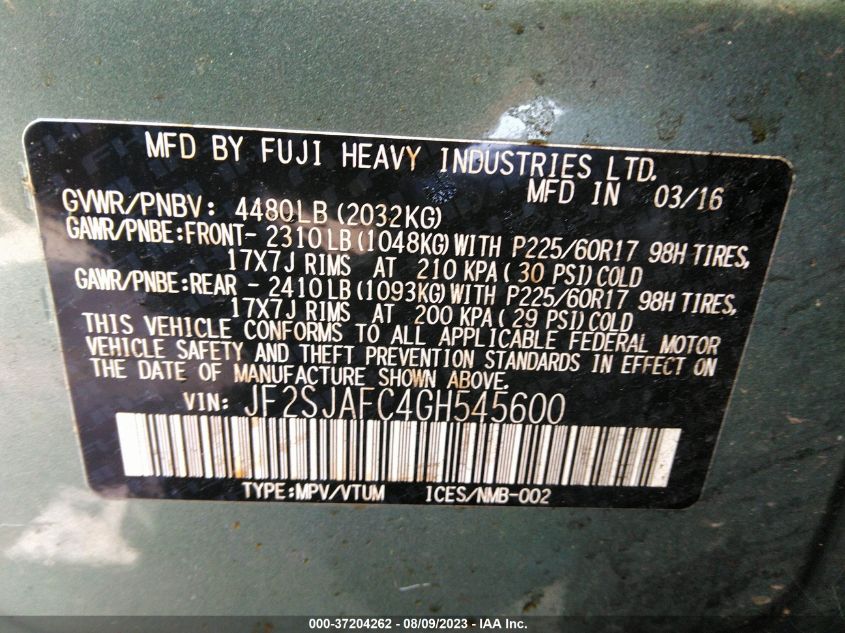 MFD BY FUJI HEAVY INDUSTRIES LTD.
MFD IN 03/16
GVWR/PNBV: 4480LB(2032KG)
GAWR/PNBE:FRONT- 2310LB(1048KG)WITH P225/60R17 98H TIRES,
17X7J RIMS AT 210 KPA( 30 PSI)COLD
GAWR/PNBE:REAR - 2410LB(1093KG)WITH P225/60R17 98H TIRES,
17X7J RIMS AT 200 KPA( 29 PSI)COLD
THIS VEHICLE CONFORMS TO ALL APPLICABLE FEDERAL MOTOR
VEHICLE SAFETY AND THEFT PREVENTION STANDARDS IN EFFECT ON
THE DATE OF MANUFACTURE SHOWN ABOVE.
VIN: JF2SJAFC4GH545600
TYPE:MPV/VTUM ICES/NMB-002
000-37204262 - 08/09/2023 - IAA Inc.